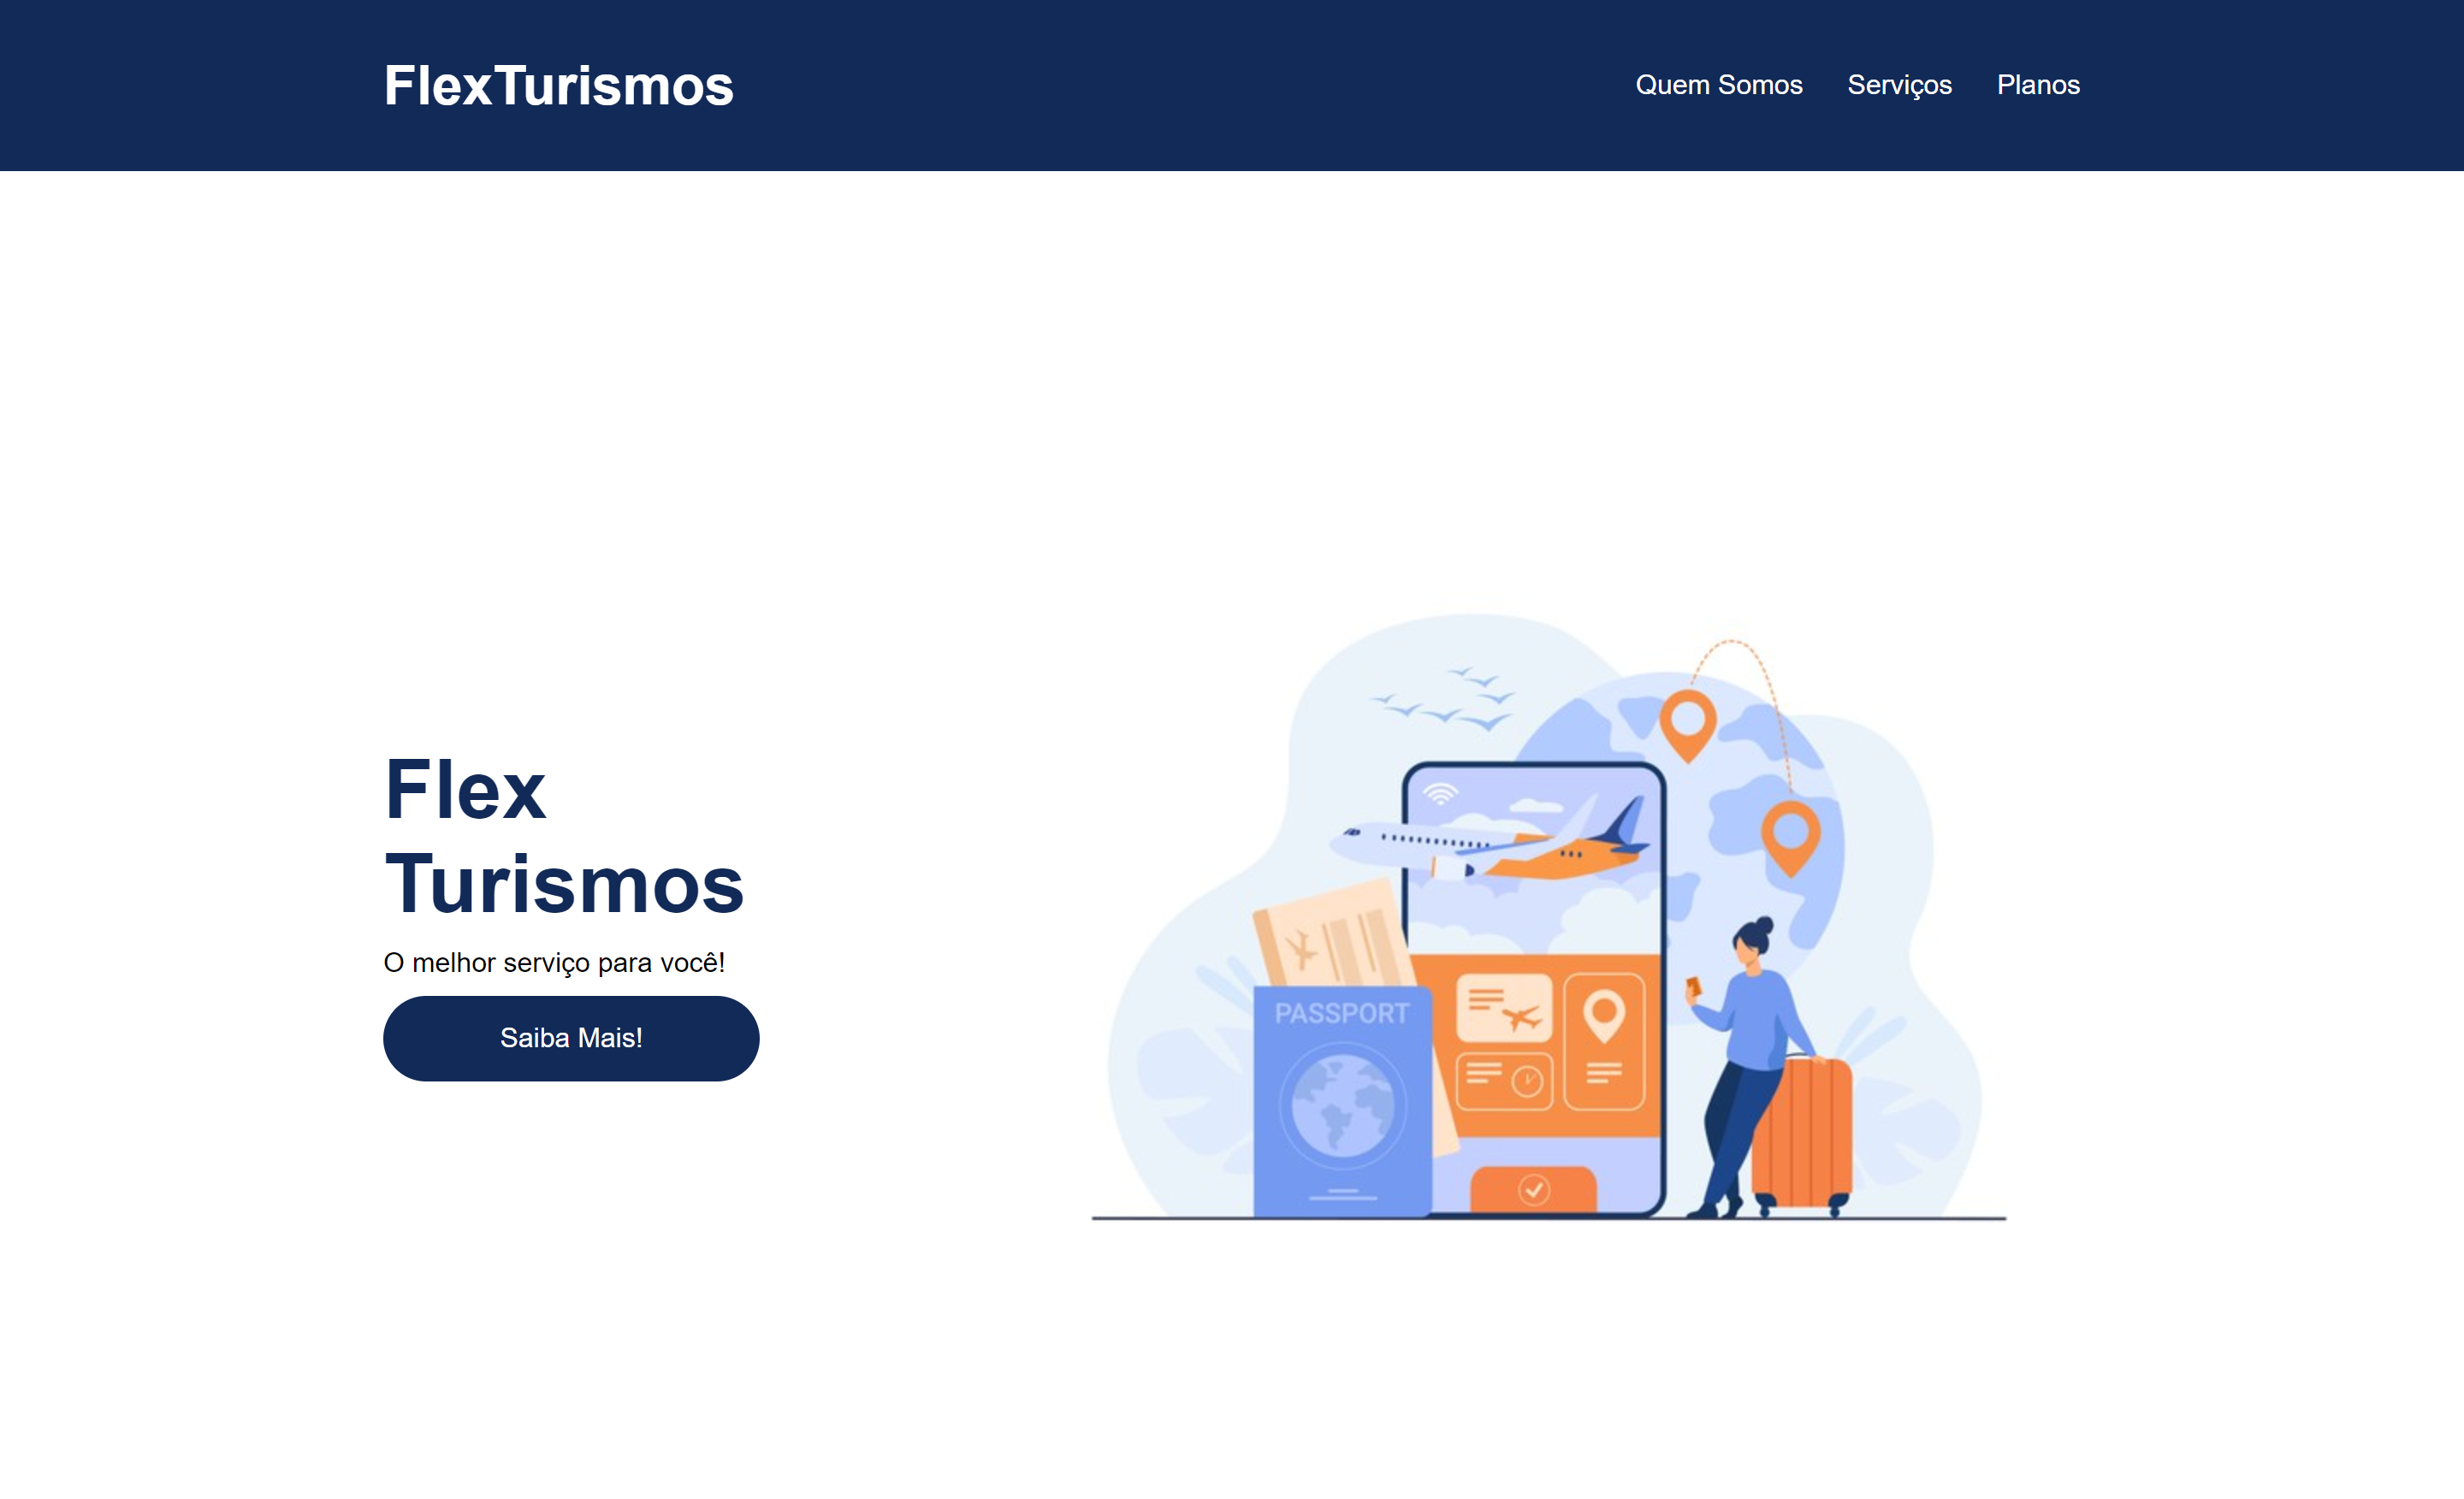 FlexTurismos
Quem Somos Serviços Planos
Flex
Turismos
O melhor serviço para você!
Saiba Mais!
PASSPORT